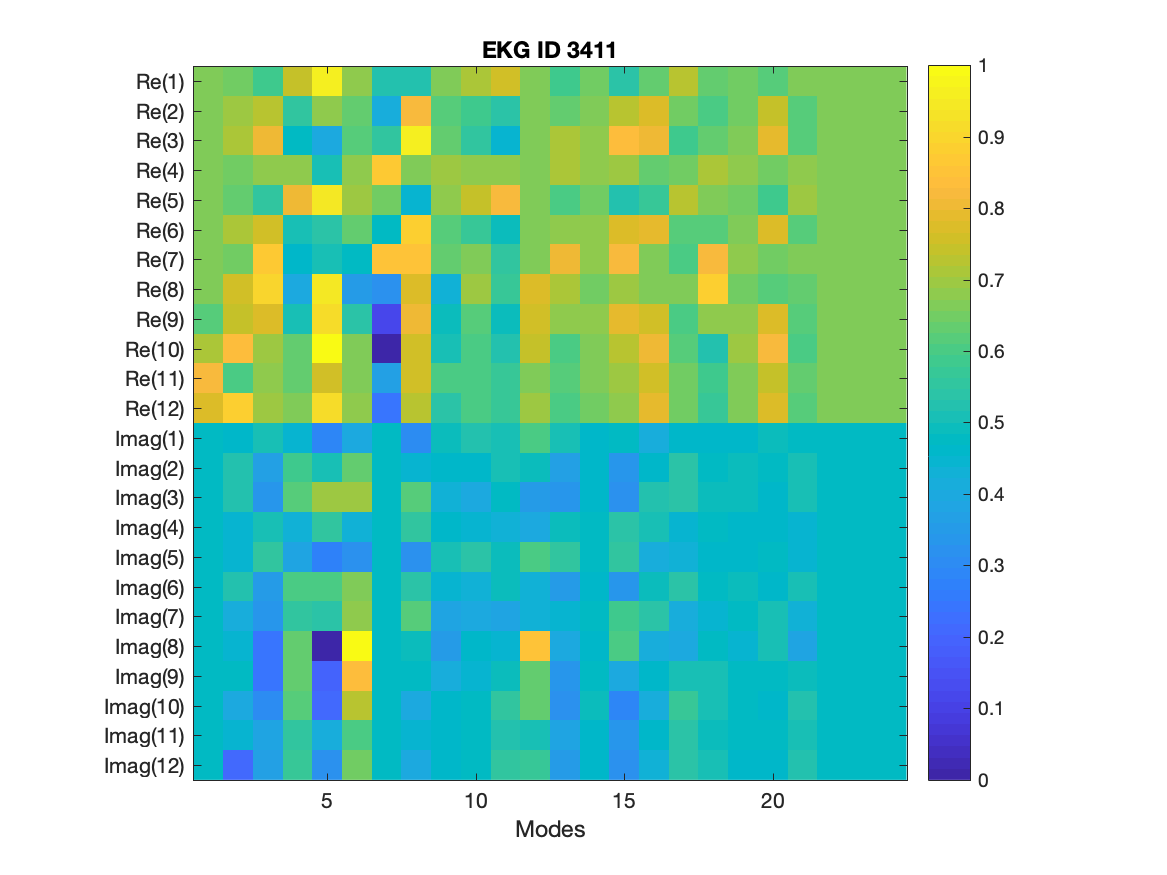 EKG ID 3411
Re(1)
Re(2)
Re(3)
Re(4)
Re(5)
Re(6)
Re(7)
Re(8)
Re(9)
Re(10)
Re(11)
Re(12)
Imag(1)
Imag(2)
Imag(3)
Imag(4)
Imag(5)
Imag(6)
Imag(7)
Imag(8)
Imag(9)
Imag(10)
Imag(11)
Imag(12)
5 10 15 20
Modes
1
0.9
0.8
0.7
0.6
0.5
0.4
0.3
0.2
0.1
0